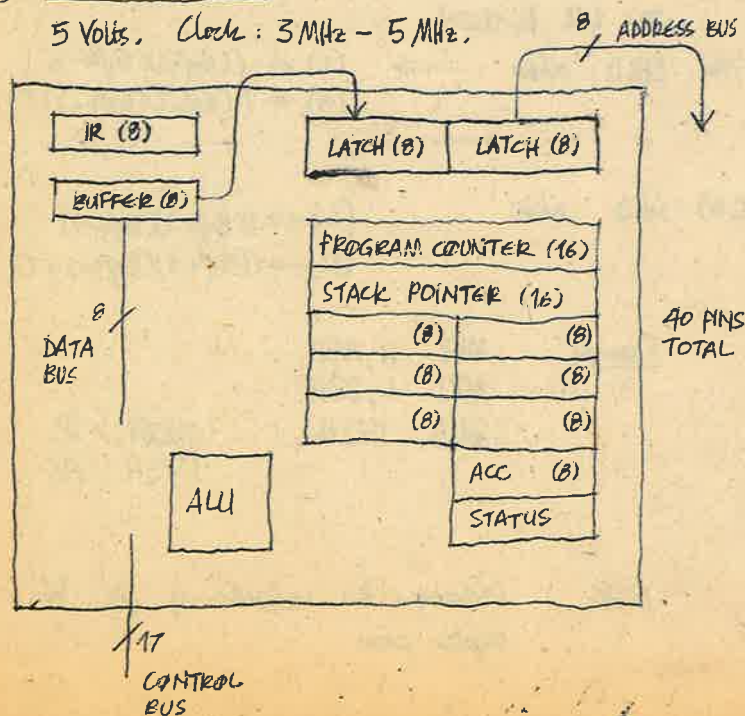 5 Volts. Clock: 3 MHz - 5 MHz.
8 ADDRESS BUS
IR (8)
LATCH (8) LATCH (8)
BUFFER (8)
PROGRAM COUNTER (16)
STACK POINTER (16)
(8) (8)
(8) (8)
(8) (8)
ACC (8)
STATUS
8
DATA
BUS
40 PINS
TOTAL
ALU
17
CONTROL
BUS